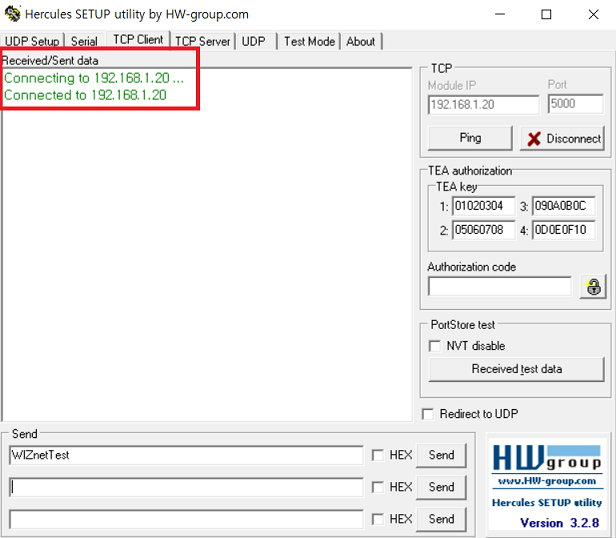 Hercules SETUP utility by HW-group.com
UDP Setup Serial TCP Client TCP Server UDP Test Mode About
Received/Sent data
Connecting to 192.168.1.20 ...
Connected to 192.168.1.20
TCP
Module IP Port
192.168.1.20 5000
Ping Disconnect
TEA authorization
TEA key
1: 01020304 3: 090A0B0C
2: 05060708 4: 0D0E0F10
Authorization code
PortStore test
NVT disable
Received test data
Redirect to UDP
Send
WIZnetTest HEX Send
HEX Send
HEX Send
HWgroup
www.HW-group.com
Hercules SETUP utility
Version 3.2.8